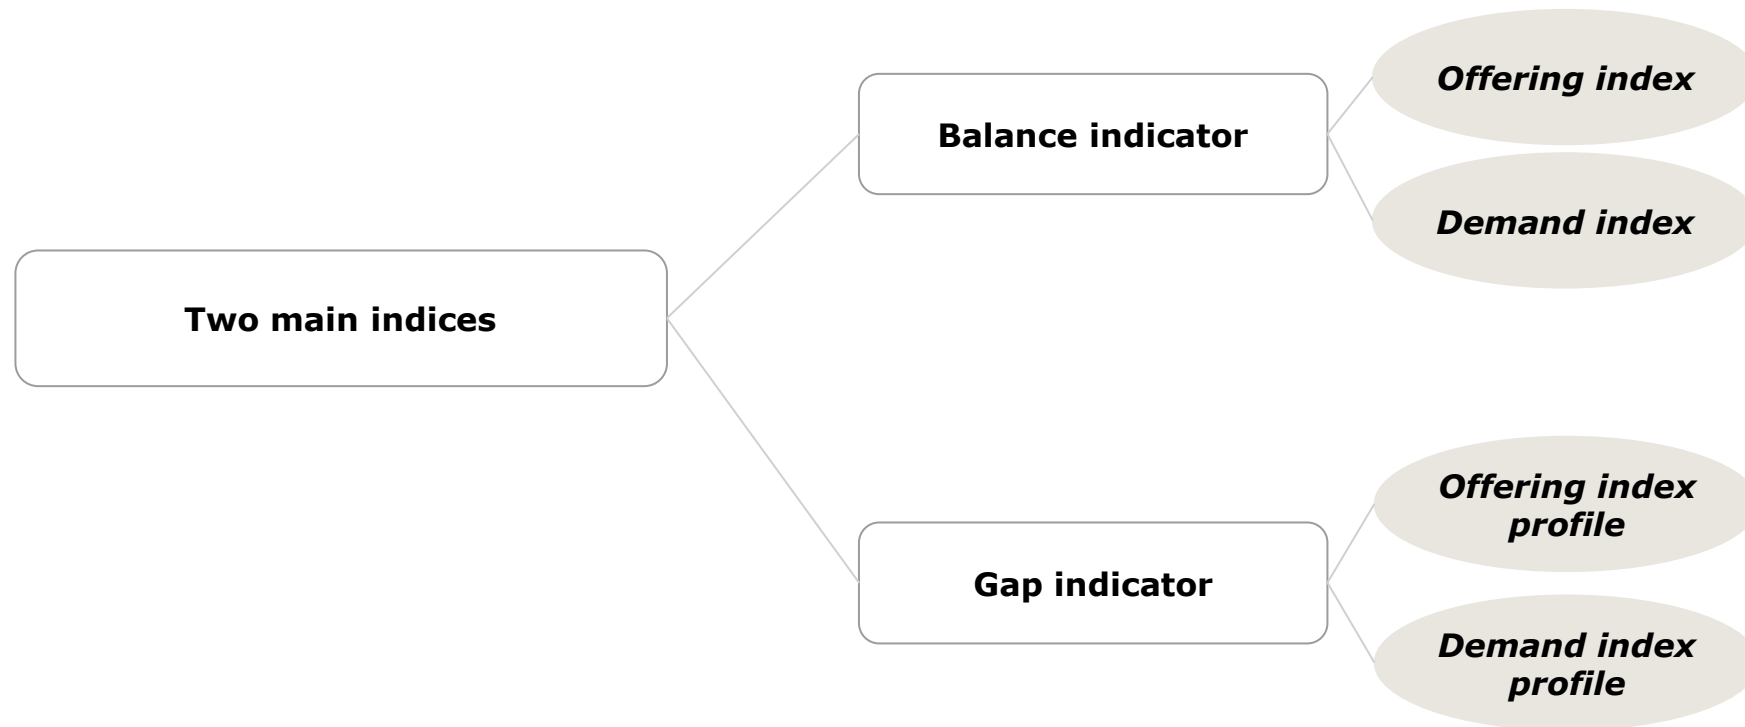 Two main indices
Balance indicator
Offering index
Demand index
Gap indicator
Offering index
profile
Demand index
profile